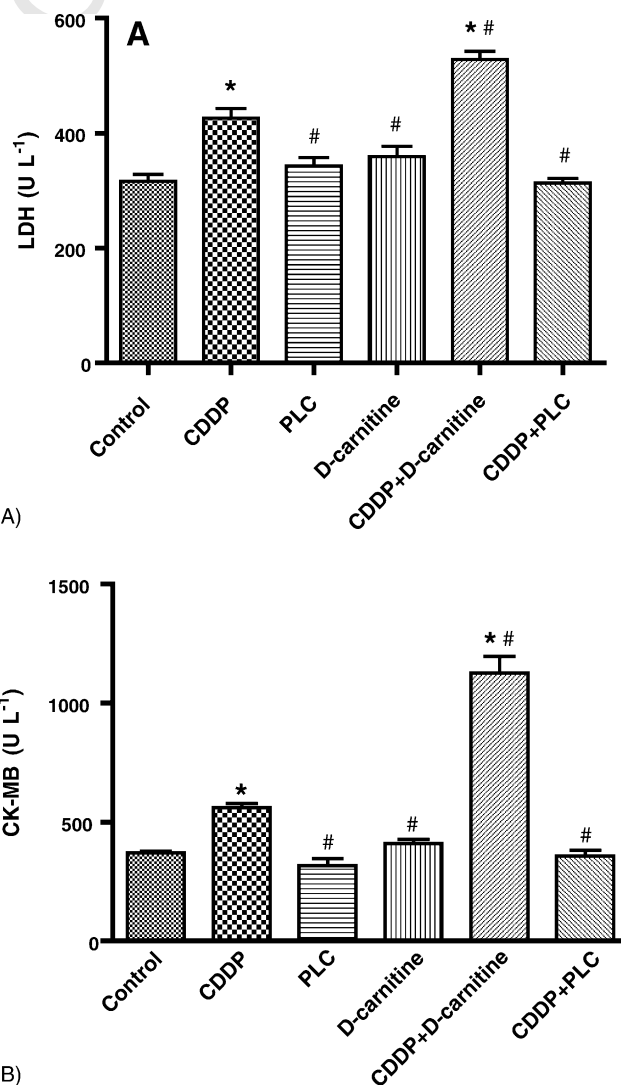 A
600
400
200
0
LDH (U L-1)
*
#
#
* #
#
Control
CDDP
PLC
D-carnitine
CDDP+D-carnitine
CDDP+PLC
A)
1500
1000
500
0
CK-MB (U L-1)
*
#
#
* #
#
Control
CDDP
PLC
D-carnitine
CDDP+D-carnitine
CDDP+PLC
B)